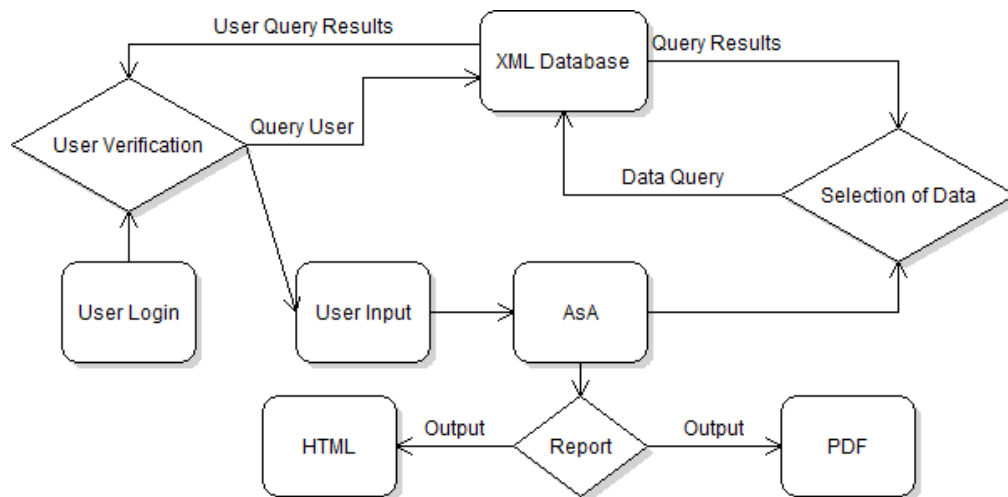 User Query Results
XML Database
Query Results
User Verification
Query User
Data Query
Selection of Data
User Login
User Input
AsA
HTML
Output
Report
Output
PDF